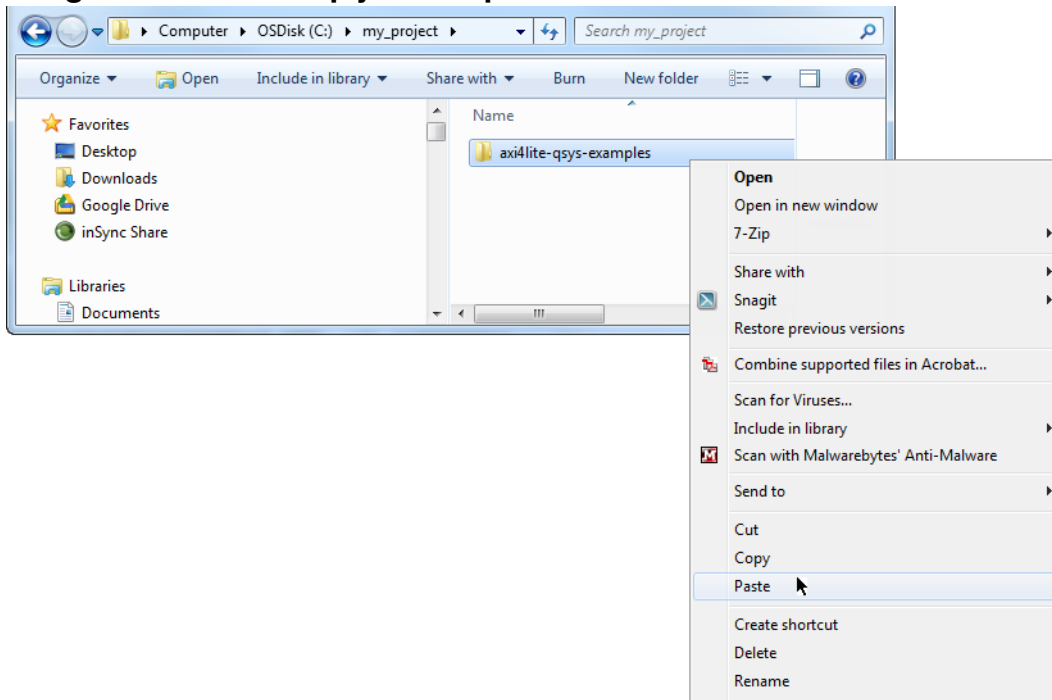 Computer OSDisk (C:) my_project Search my_project
Organize Open Include in library Share with Burn New folder
Favorites
Desktop
Downloads
Google Drive
inSync Share
Libraries
Documents
Name
axi4lite-qsys-examples
Open
Open in new window
7-Zip
Share with
Snagit
Restore previous versions
Combine supported files in Acrobat...
Scan for Viruses...
Include in library
Scan with Malwarebytes' Anti-Malware
Send to
Cut
Copy
Paste
Create shortcut
Delete
Rename